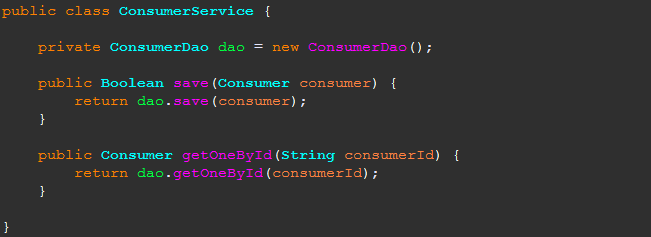 public class ConsumerService {
private ConsumerDao dao = new ConsumerDao();
public Boolean save(Consumer consumer) {
return dao.save(consumer);
}
public Consumer getOneById(String consumerId) {
return dao.getOneById(consumerId);
}
}